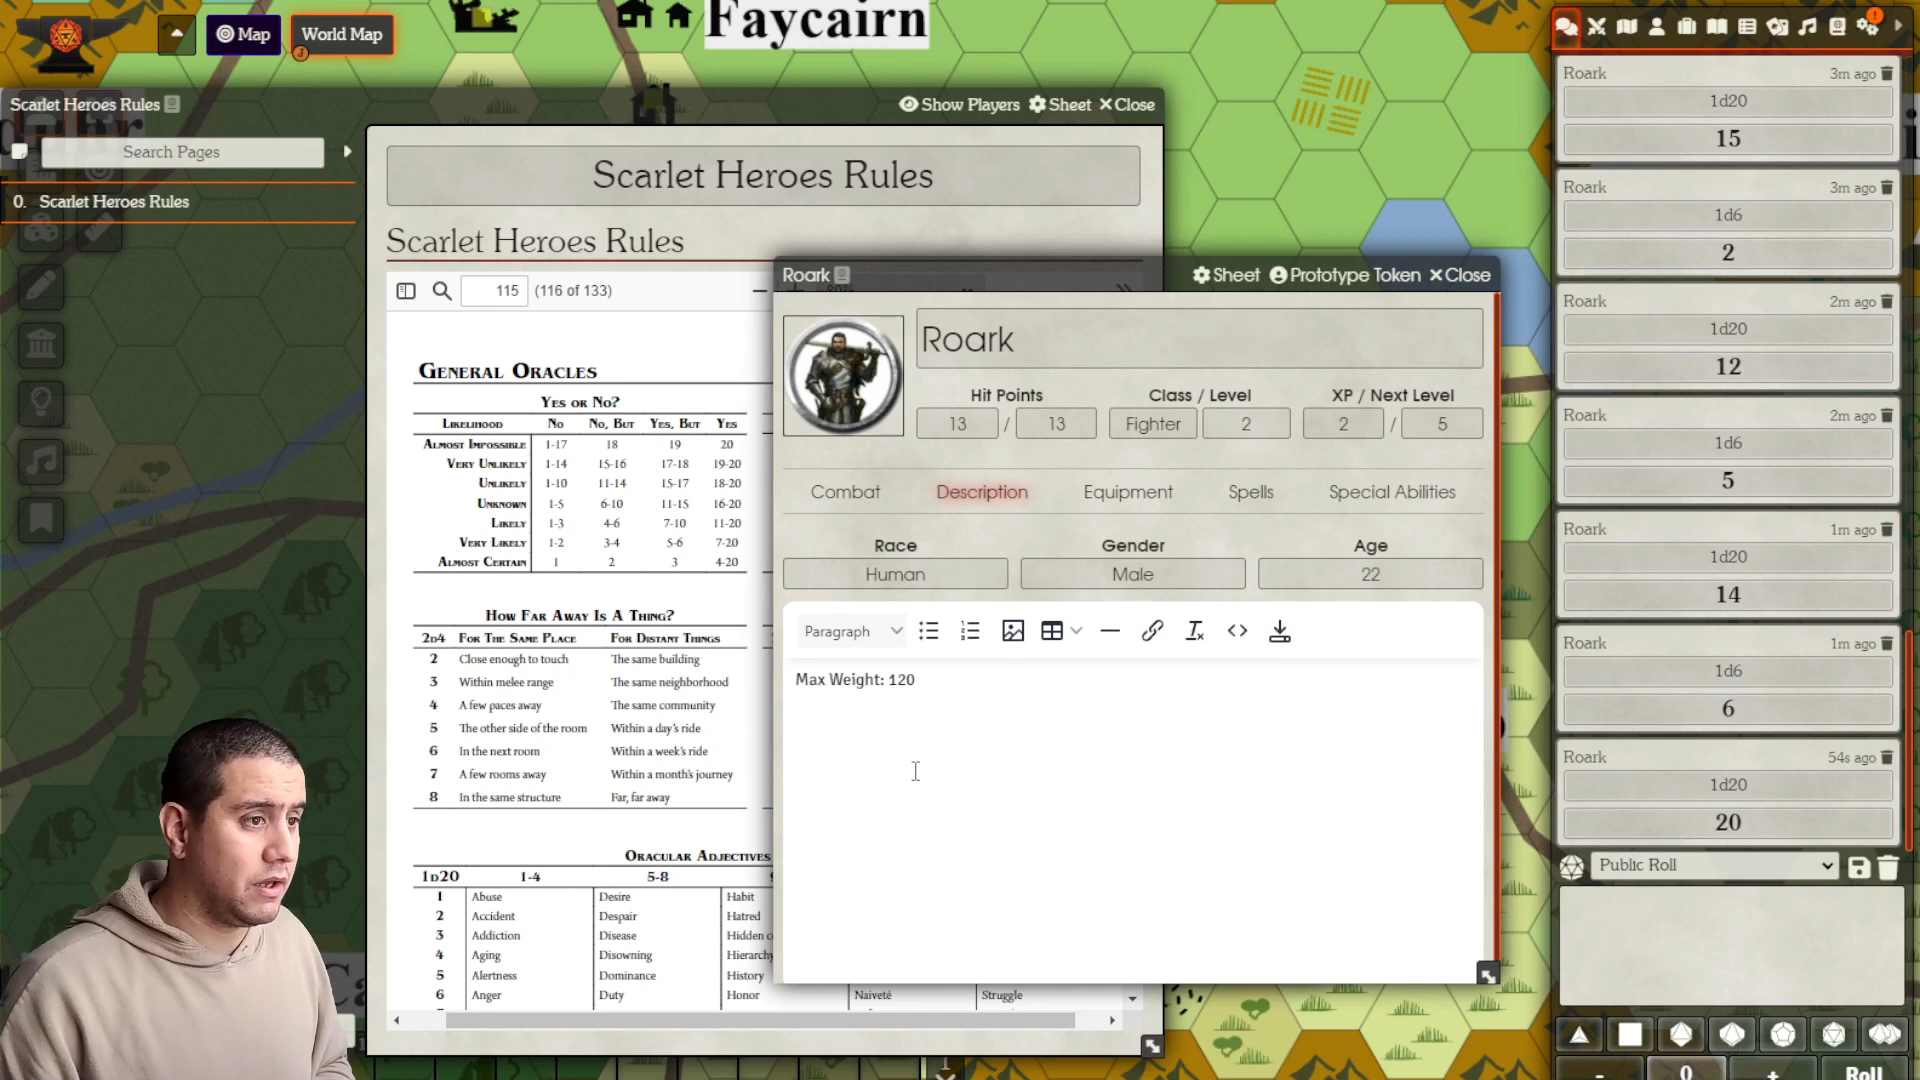 Faycairn
Map
World Map
J
Scarlet Heroes Rules
Search Pages
0. Scarlet Heroes Rules
Show Players Sheet Close
Scarlet Heroes Rules
Scarlet Heroes Rules
115 (116 of 133)
General Oracles
Yes or No?
Likelihood No No, But Yes, But Yes
Almost Impossible 1-17 18 19 20
Very Unlikely 1-14 15-16 17-18 19-20
Unlikely 1-10 11-14 15-17 18-20
Unknown 1-5 6-10 11-15 16-20
Likely 1-3 4-6 7-10 11-20
Very Likely 1-2 3-4 5-6 7-20
Almost Certain 1 2 3 4-20
How Far Away Is A Thing?
2d4 For The Same Place For Distant Things
2 Close enough to touch The same building
3 Within melee range The same neighborhood
4 A few paces away The same community
5 The other side of the room Within a day's ride
6 In the next room Within a week's ride
7 A few rooms away Within a month's journey
8 In the same structure Far, far away
Oracular Adjectives
1d20 1-4 5-8
1 Abuse Desire Habit
2 Accident Despair Hatred
3 Addiction Disease Hidden
4 Aging Disowning Hierarchy
5 Alertness Dominance History
6 Anger Duty Honor Naiveté Struggle
Roark
Sheet Prototype Token Close
Roark
Hit Points Class / Level XP / Next Level
13 / 13 Fighter 2 2 / 5
Combat Description Equipment Spells Special Abilities
Race Gender Age
Human Male 22
Paragraph
Max Weight: 120
Roark 3m ago
1d20
15
Roark 3m ago
1d6
2
Roark 2m ago
1d20
12
Roark 2m ago
1d6
5
Roark 1m ago
1d20
14
Roark 1m ago
1d6
6
Roark 54s ago
1d20
20
Public Roll
- 0 + Roll